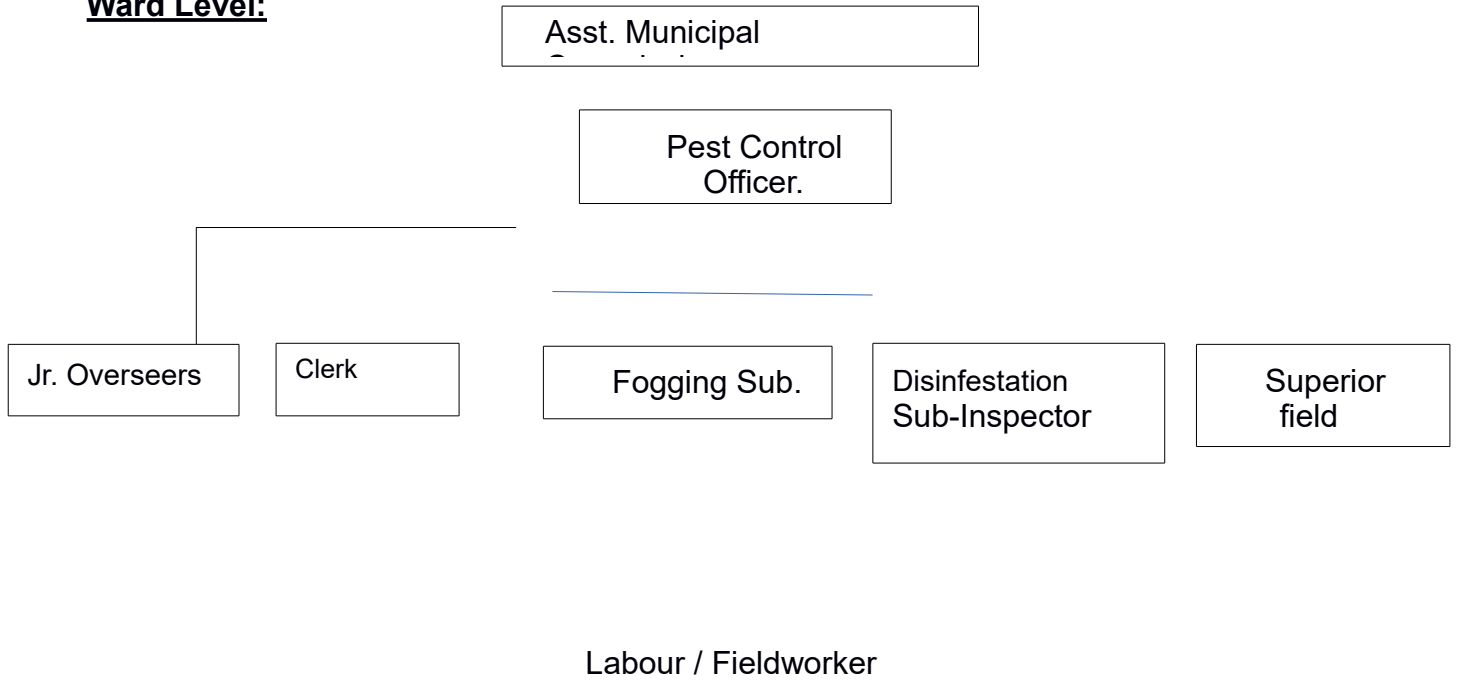 Ward Level:
Asst. Municipal
Pest Control
Officer.
Jr. Overseers
Clerk
Fogging Sub.
Disinfestation
Sub-Inspector
Superior
field
Labour / Fieldworker